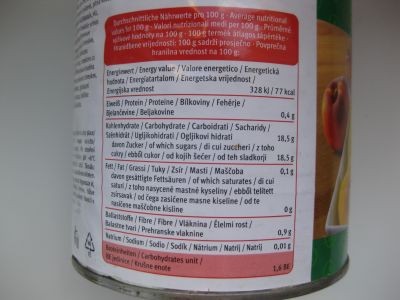 Durchschnittliche Nährwerte pro 100 g - Average nutritional
values for 100 g - Valori nutrizionali medi per 100 g - Průměrné
výživové hodnoty na 100 g - 100 g termék átlagos tápértéke -
Hranidbene vrijednosti: 100 g sadrži prosječno - Povprečna
hranilna vrednost na 100 g:
Energiewert / Energy value / Valore energetico / Energetická
hodnota / Energiatartalom / Energetska vrijednost /
Energijska vrednost 328 kJ / 77 kcal
Eiweiß / Protein / Proteine / Bílkoviny / Fehérje /
Bjelančevine / Beljakovine 0,4 g
Kohlenhydrate / Carbohydrate / Carboidrati / Sacharidy /
Szénhidrát / Ugljikohidrati / Ogljikovi hidrati 18,5 g
davon Zucker / of which sugars / di cui zuccheri / z toho
cukry / ebből cukor / od kojih šećer / od teh sladkorji 18,5 g
Fett / Fat / Grassi / Tuky / Zsír / Masti / Maščoba 0,1 g
davon gesättigte Fettsäuren / of which saturates / di cui
saturi / z toho nasycené mastné kyseliny / ebből telített
zsírsavak / od čega zasićene masne kiseline / od tega
nasičene maščobne kisline 0 g
Ballaststoffe / Fibre / Fibre / Vláknina / Élelmi rost /
Balastne tvari / Prehranske vlaknine 0,9 g
Natrium / Sodium / Sodio / Sodík / Nátrium / Natrij / Natrij 0,01 g
Broteinheiten / Carbohydrates unit /
BE jedinice / Krušne enote 1,6 BE